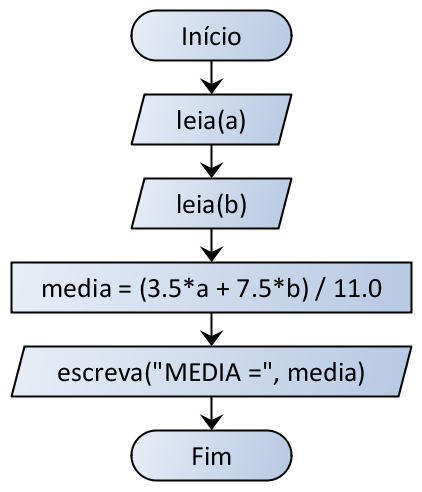 Início
leia(a)
leia(b)
media = (3.5*a + 7.5*b) / 11.0
escreva("MEDIA =", media)
Fim